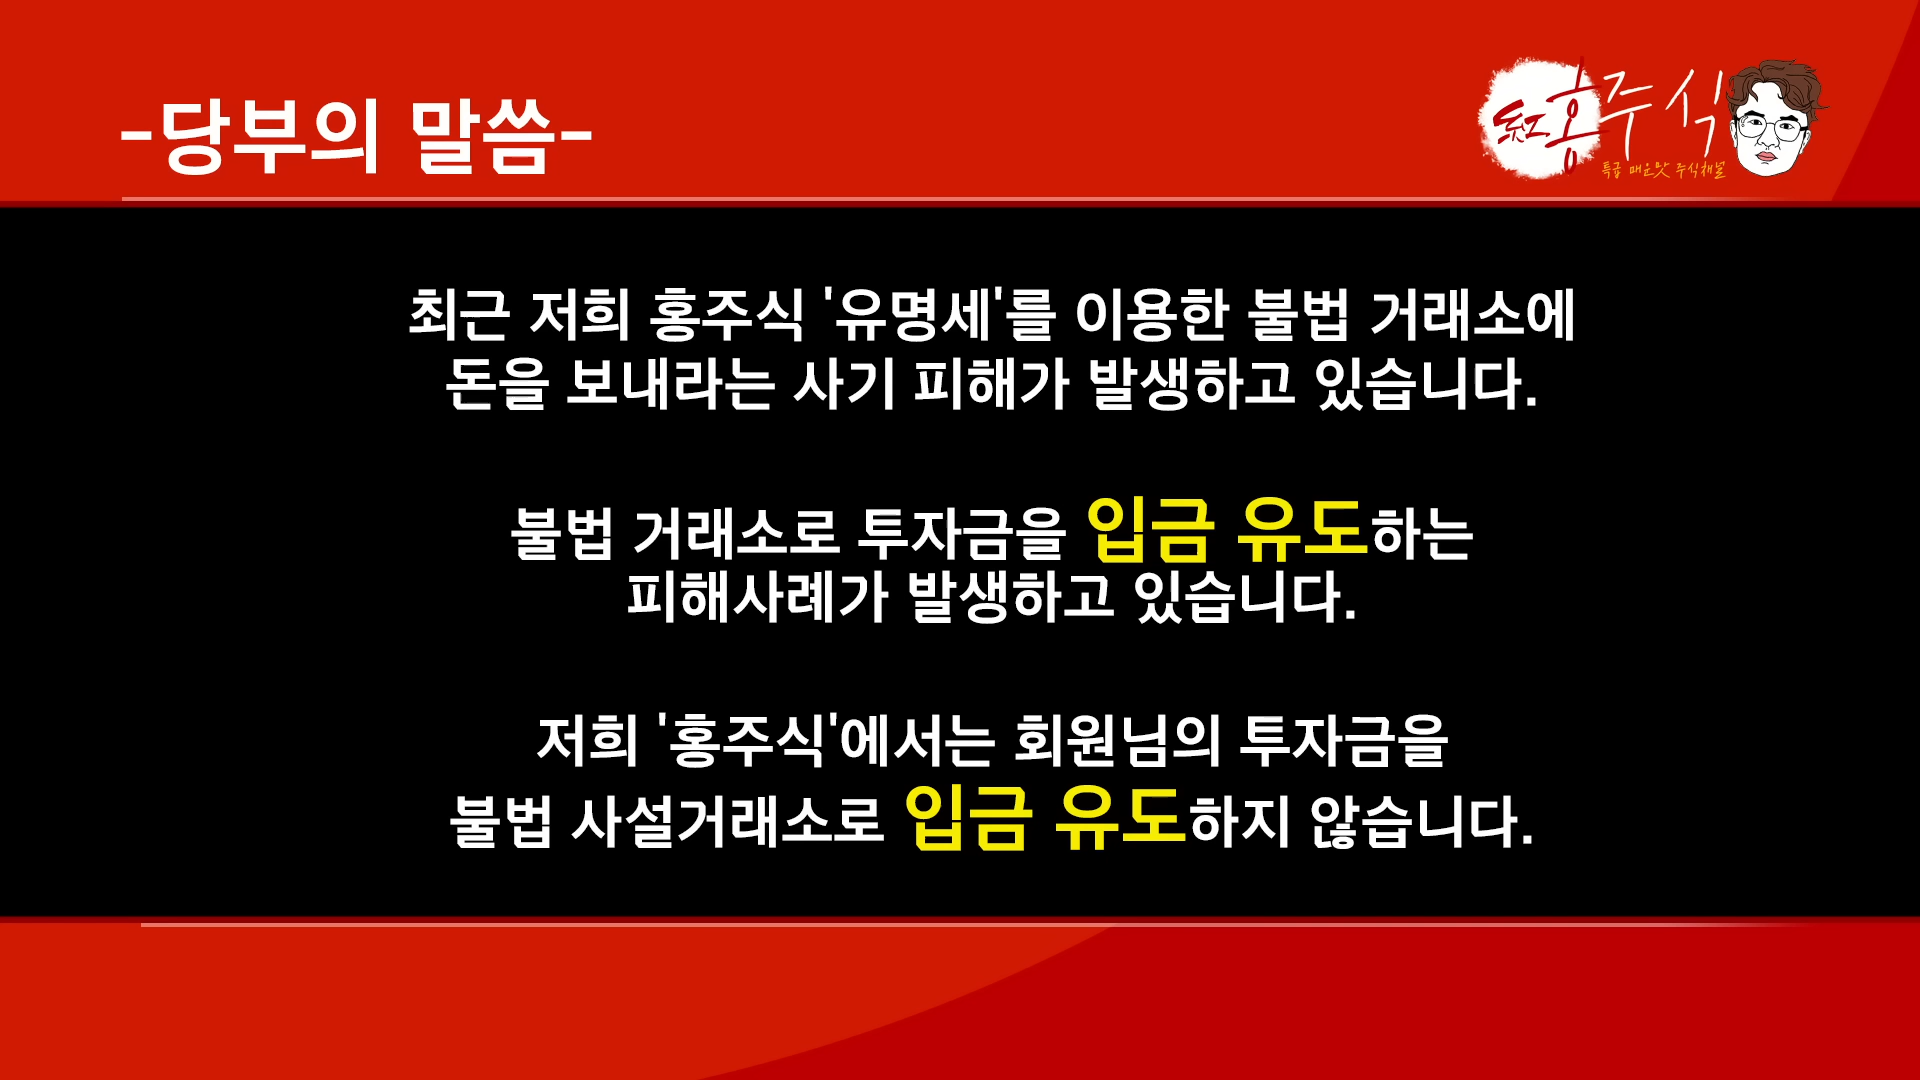 -당부의 말씀-
紅홍주식
특급 매운맛 주식채널
최근 저희 홍주식 '유명세'를 이용한 불법 거래소에
돈을 보내라는 사기 피해가 발생하고 있습니다.
불법 거래소로 투자금을 입금 유도하는
피해사례가 발생하고 있습니다.
저희 '홍주식'에서는 회원님의 투자금을
불법 사설거래소로 입금 유도하지 않습니다.